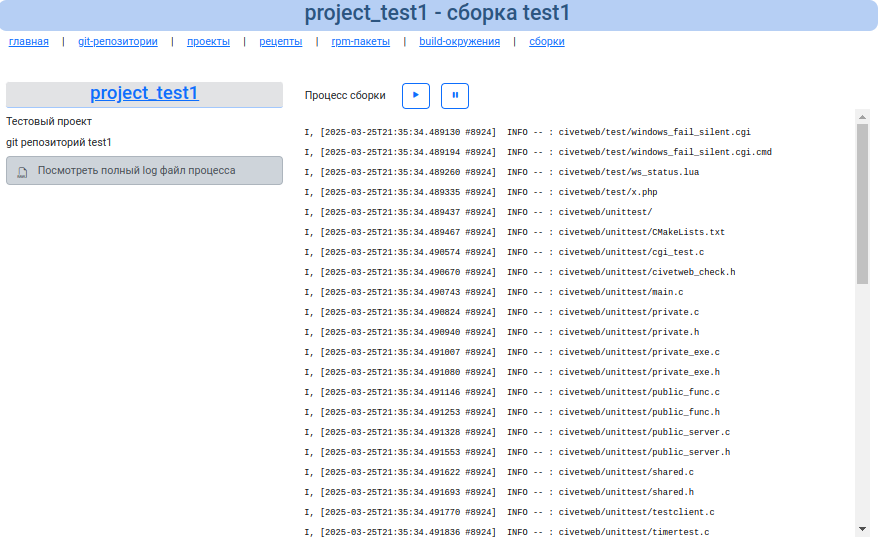 project_test1 - сборка test1
главная | git-репозитории | проекты | рецепты | rpm-пакеты | build-окружения | сборки
project_test1
Тестовый проект
git репозиторий test1
Посмотреть полный log файл процесса
Процесс сборки
I, [2025-03-25T21:35:34.489130 #8924]  INFO -- : civetweb/test/windows_fail_silent.cgi
I, [2025-03-25T21:35:34.489194 #8924]  INFO -- : civetweb/test/windows_fail_silent.cgi.cmd
I, [2025-03-25T21:35:34.489260 #8924]  INFO -- : civetweb/test/ws_status.lua
I, [2025-03-25T21:35:34.489335 #8924]  INFO -- : civetweb/test/x.php
I, [2025-03-25T21:35:34.489437 #8924]  INFO -- : civetweb/unittest/
I, [2025-03-25T21:35:34.489467 #8924]  INFO -- : civetweb/unittest/CMakeLists.txt
I, [2025-03-25T21:35:34.490574 #8924]  INFO -- : civetweb/unittest/cgi_test.c
I, [2025-03-25T21:35:34.490670 #8924]  INFO -- : civetweb/unittest/civetweb_check.h
I, [2025-03-25T21:35:34.490743 #8924]  INFO -- : civetweb/unittest/main.c
I, [2025-03-25T21:35:34.490824 #8924]  INFO -- : civetweb/unittest/private.c
I, [2025-03-25T21:35:34.490940 #8924]  INFO -- : civetweb/unittest/private.h
I, [2025-03-25T21:35:34.491007 #8924]  INFO -- : civetweb/unittest/private_exe.c
I, [2025-03-25T21:35:34.491080 #8924]  INFO -- : civetweb/unittest/private_exe.h
I, [2025-03-25T21:35:34.491146 #8924]  INFO -- : civetweb/unittest/public_func.c
I, [2025-03-25T21:35:34.491253 #8924]  INFO -- : civetweb/unittest/public_func.h
I, [2025-03-25T21:35:34.491328 #8924]  INFO -- : civetweb/unittest/public_server.c
I, [2025-03-25T21:35:34.491553 #8924]  INFO -- : civetweb/unittest/public_server.h
I, [2025-03-25T21:35:34.491622 #8924]  INFO -- : civetweb/unittest/shared.c
I, [2025-03-25T21:35:34.491693 #8924]  INFO -- : civetweb/unittest/shared.h
I, [2025-03-25T21:35:34.491770 #8924]  INFO -- : civetweb/unittest/testclient.c
I, [2025-03-25T21:35:34.491836 #8924]  INFO -- : civetweb/unittest/timertest.c